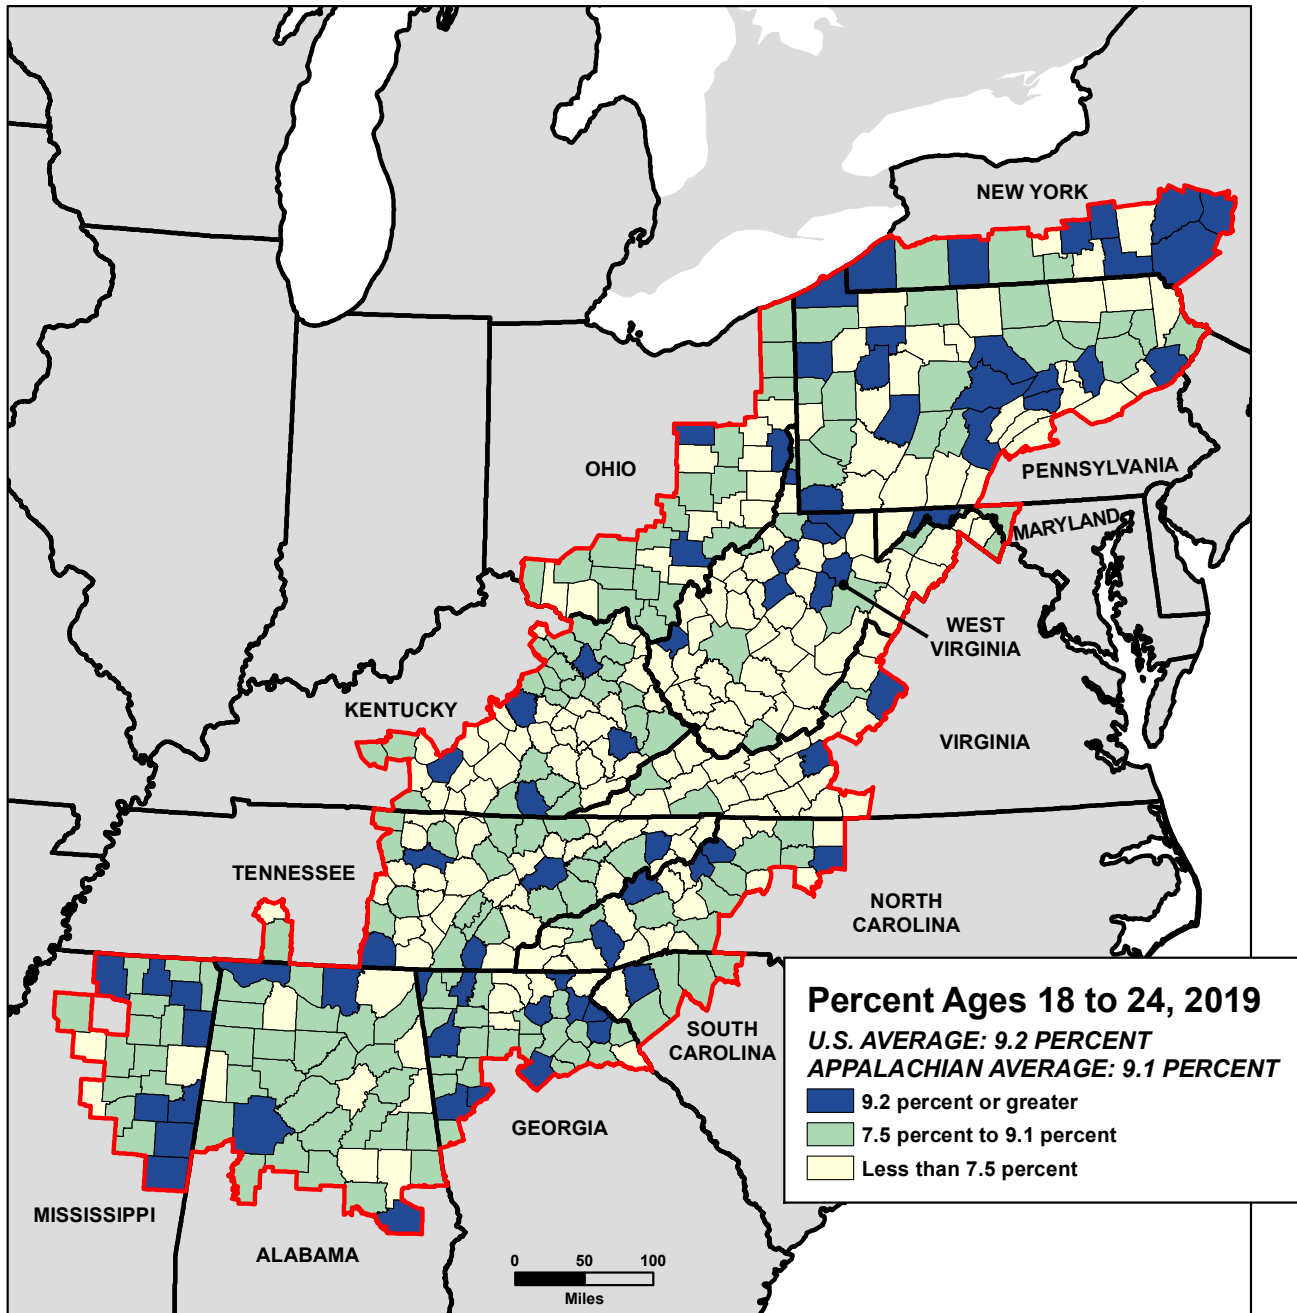 NEW YORK
OHIO
PENNSYLVANIA
MARYLAND
WEST
VIRGINIA
KENTUCKY
VIRGINIA
TENNESSEE
NORTH
CAROLINA
SOUTH
CAROLINA
GEORGIA
MISSISSIPPI
ALABAMA
Percent Ages 18 to 24, 2019
U.S. AVERAGE: 9.2 PERCENT
APPALACHIAN AVERAGE: 9.1 PERCENT
9.2 percent or greater
7.5 percent to 9.1 percent
Less than 7.5 percent
0 50 100
Miles